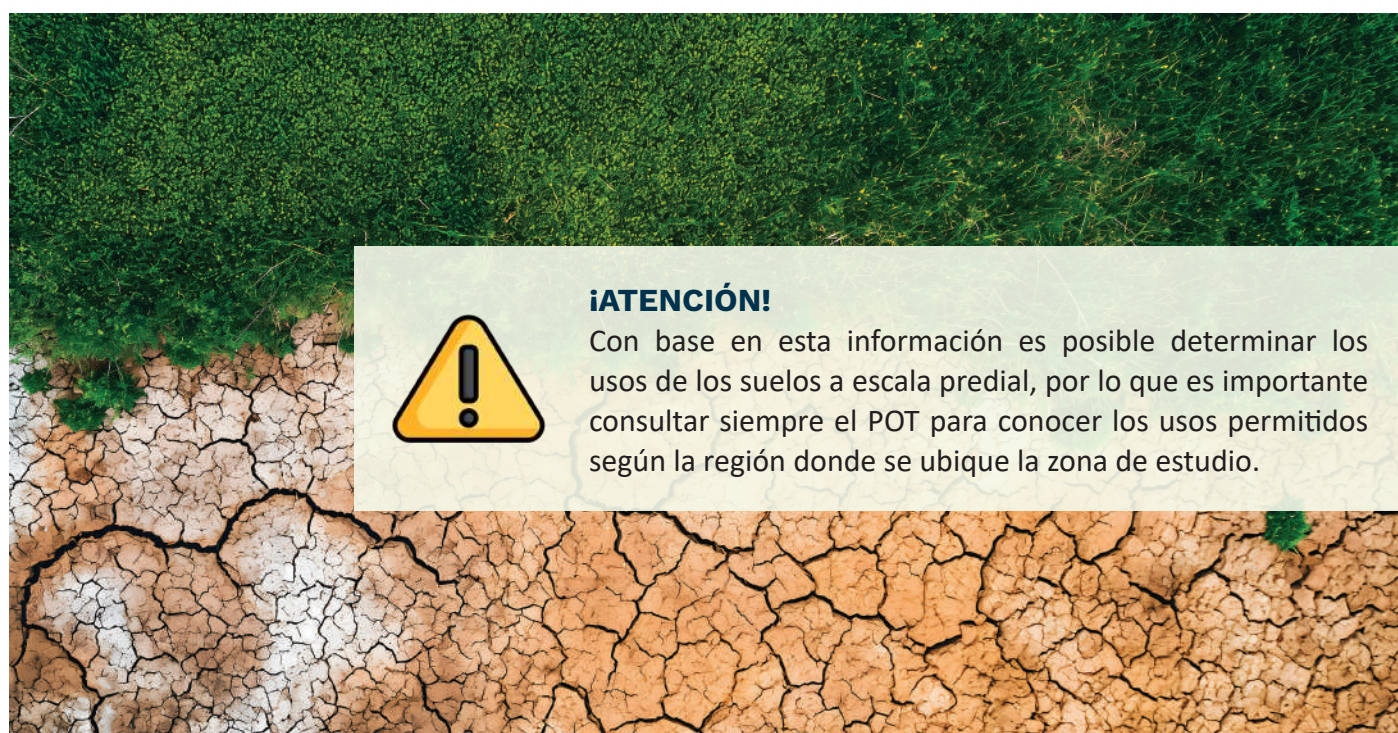 ¡ATENCIÓN!
Con base en esta información es posible determinar los
usos de los suelos a escala predial, por lo que es importante
consultar siempre el POT para conocer los usos permitidos
según la región donde se ubique la zona de estudio.